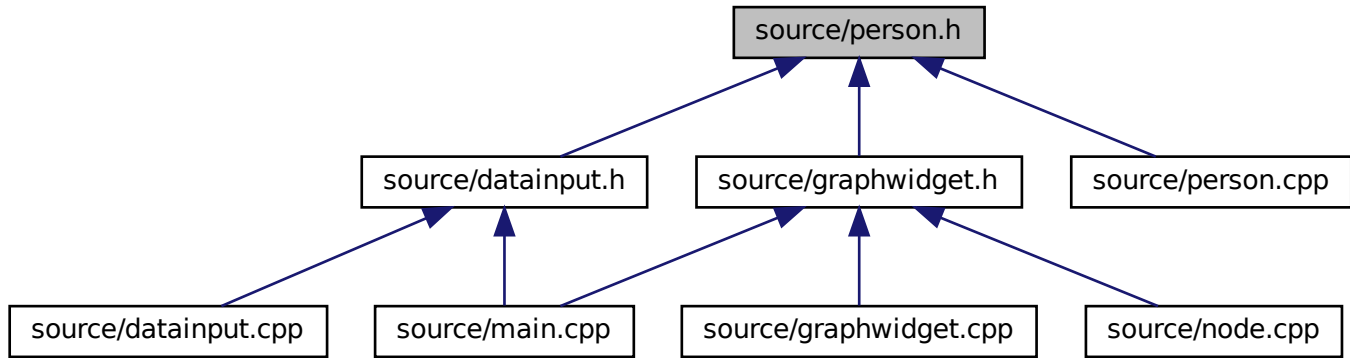 source/person.h
source/datainput.h
source/graphwidget.h
source/person.cpp
source/datainput.cpp
source/main.cpp
source/graphwidget.cpp
source/node.cpp